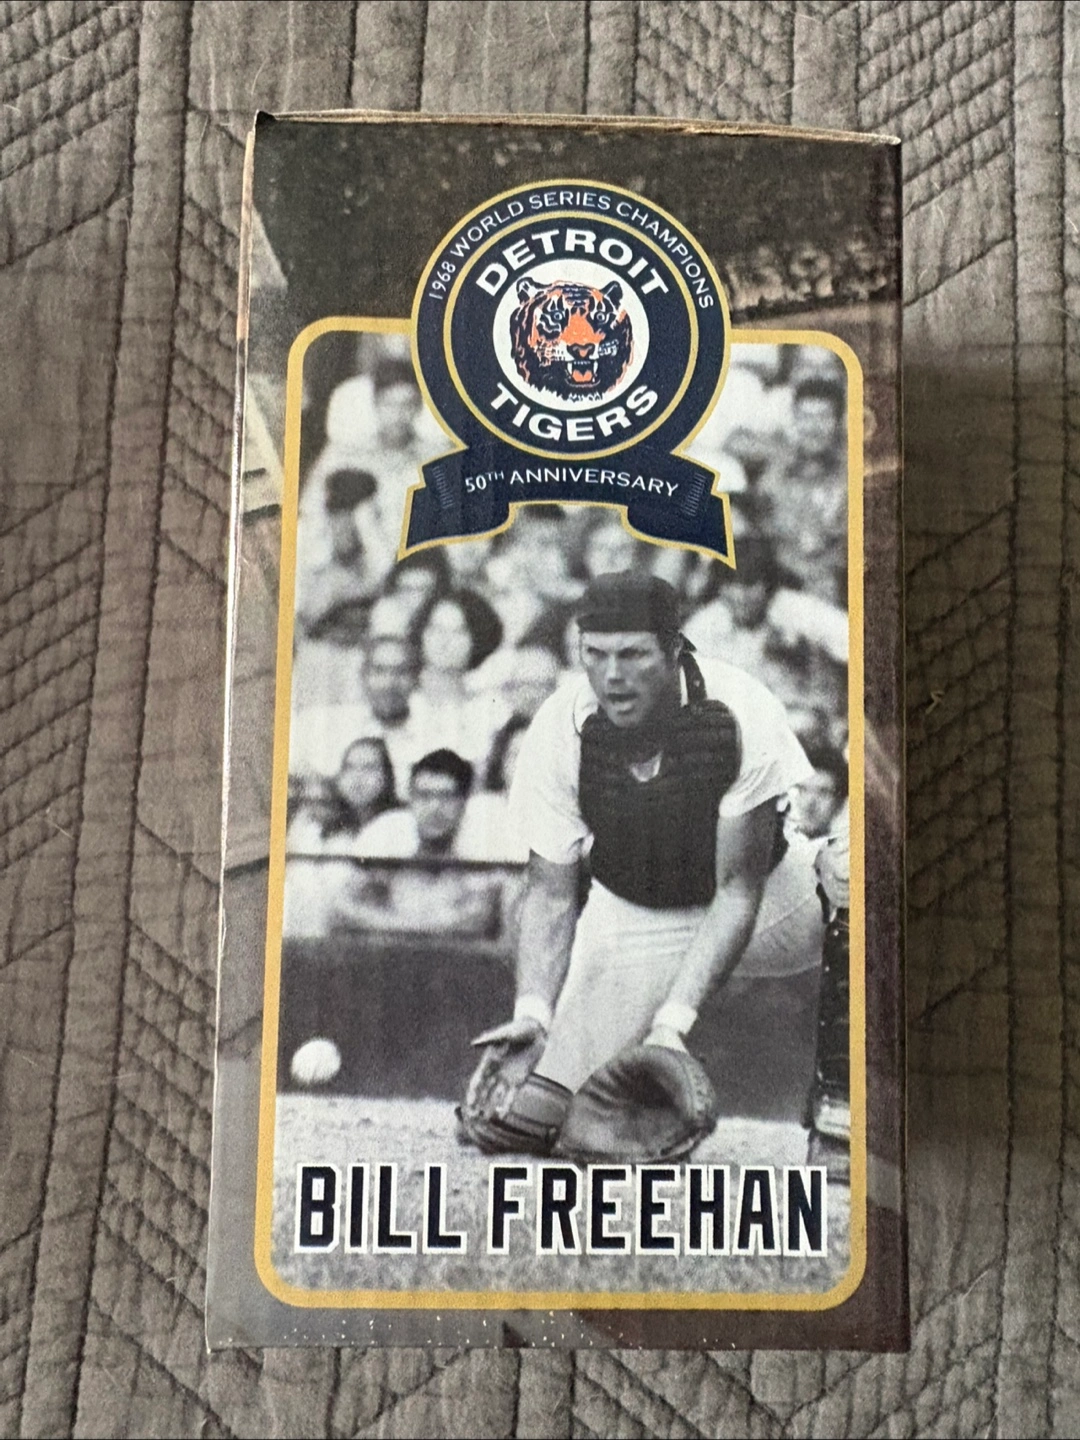 1968 WORLD SERIES CHAMPIONS
DETROIT
TIGERS
50TH ANNIVERSARY
BILL FREEHAN